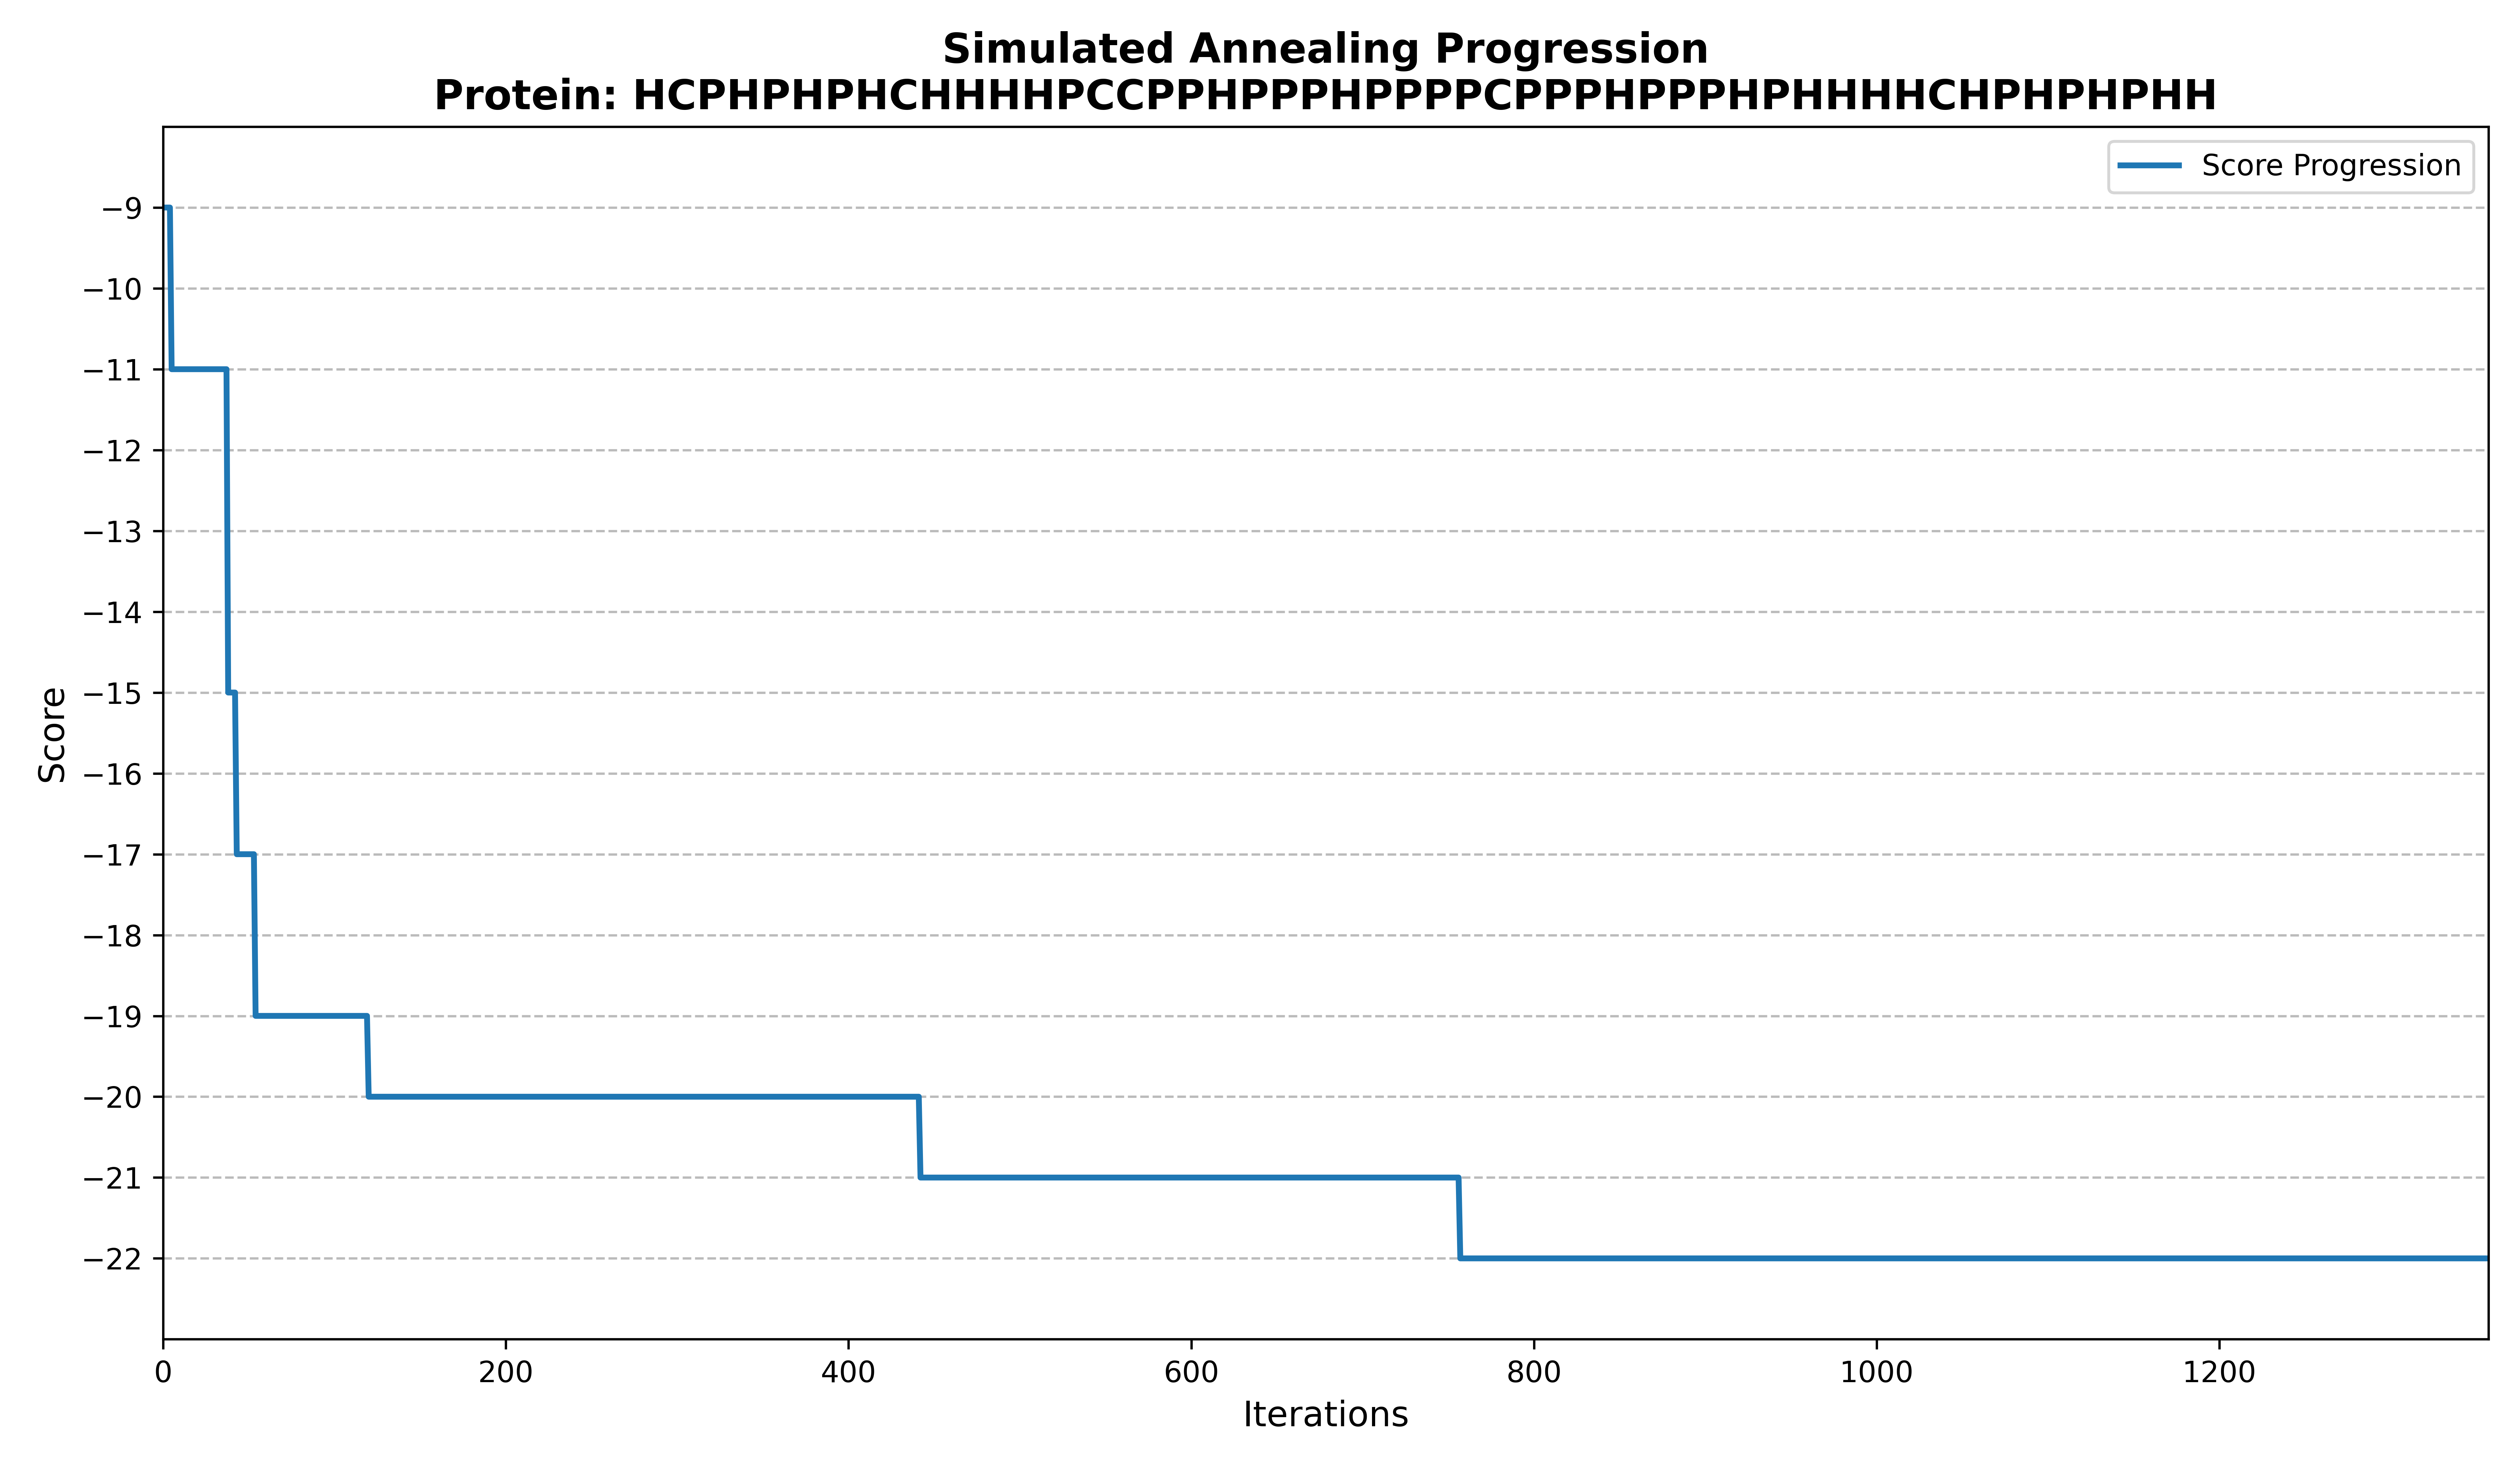 Simulated Annealing Progression
Protein: HCPHPHPHCHHHHPCCPPHPPPHPPPPCPPPHPPPHPHHHHCHPHPHPHH
Score Progression
−9
−10
−11
−12
−13
−14
−15
−16
−17
−18
−19
−20
−21
−22
Score
0 200 400 600 800 1000 1200
Iterations